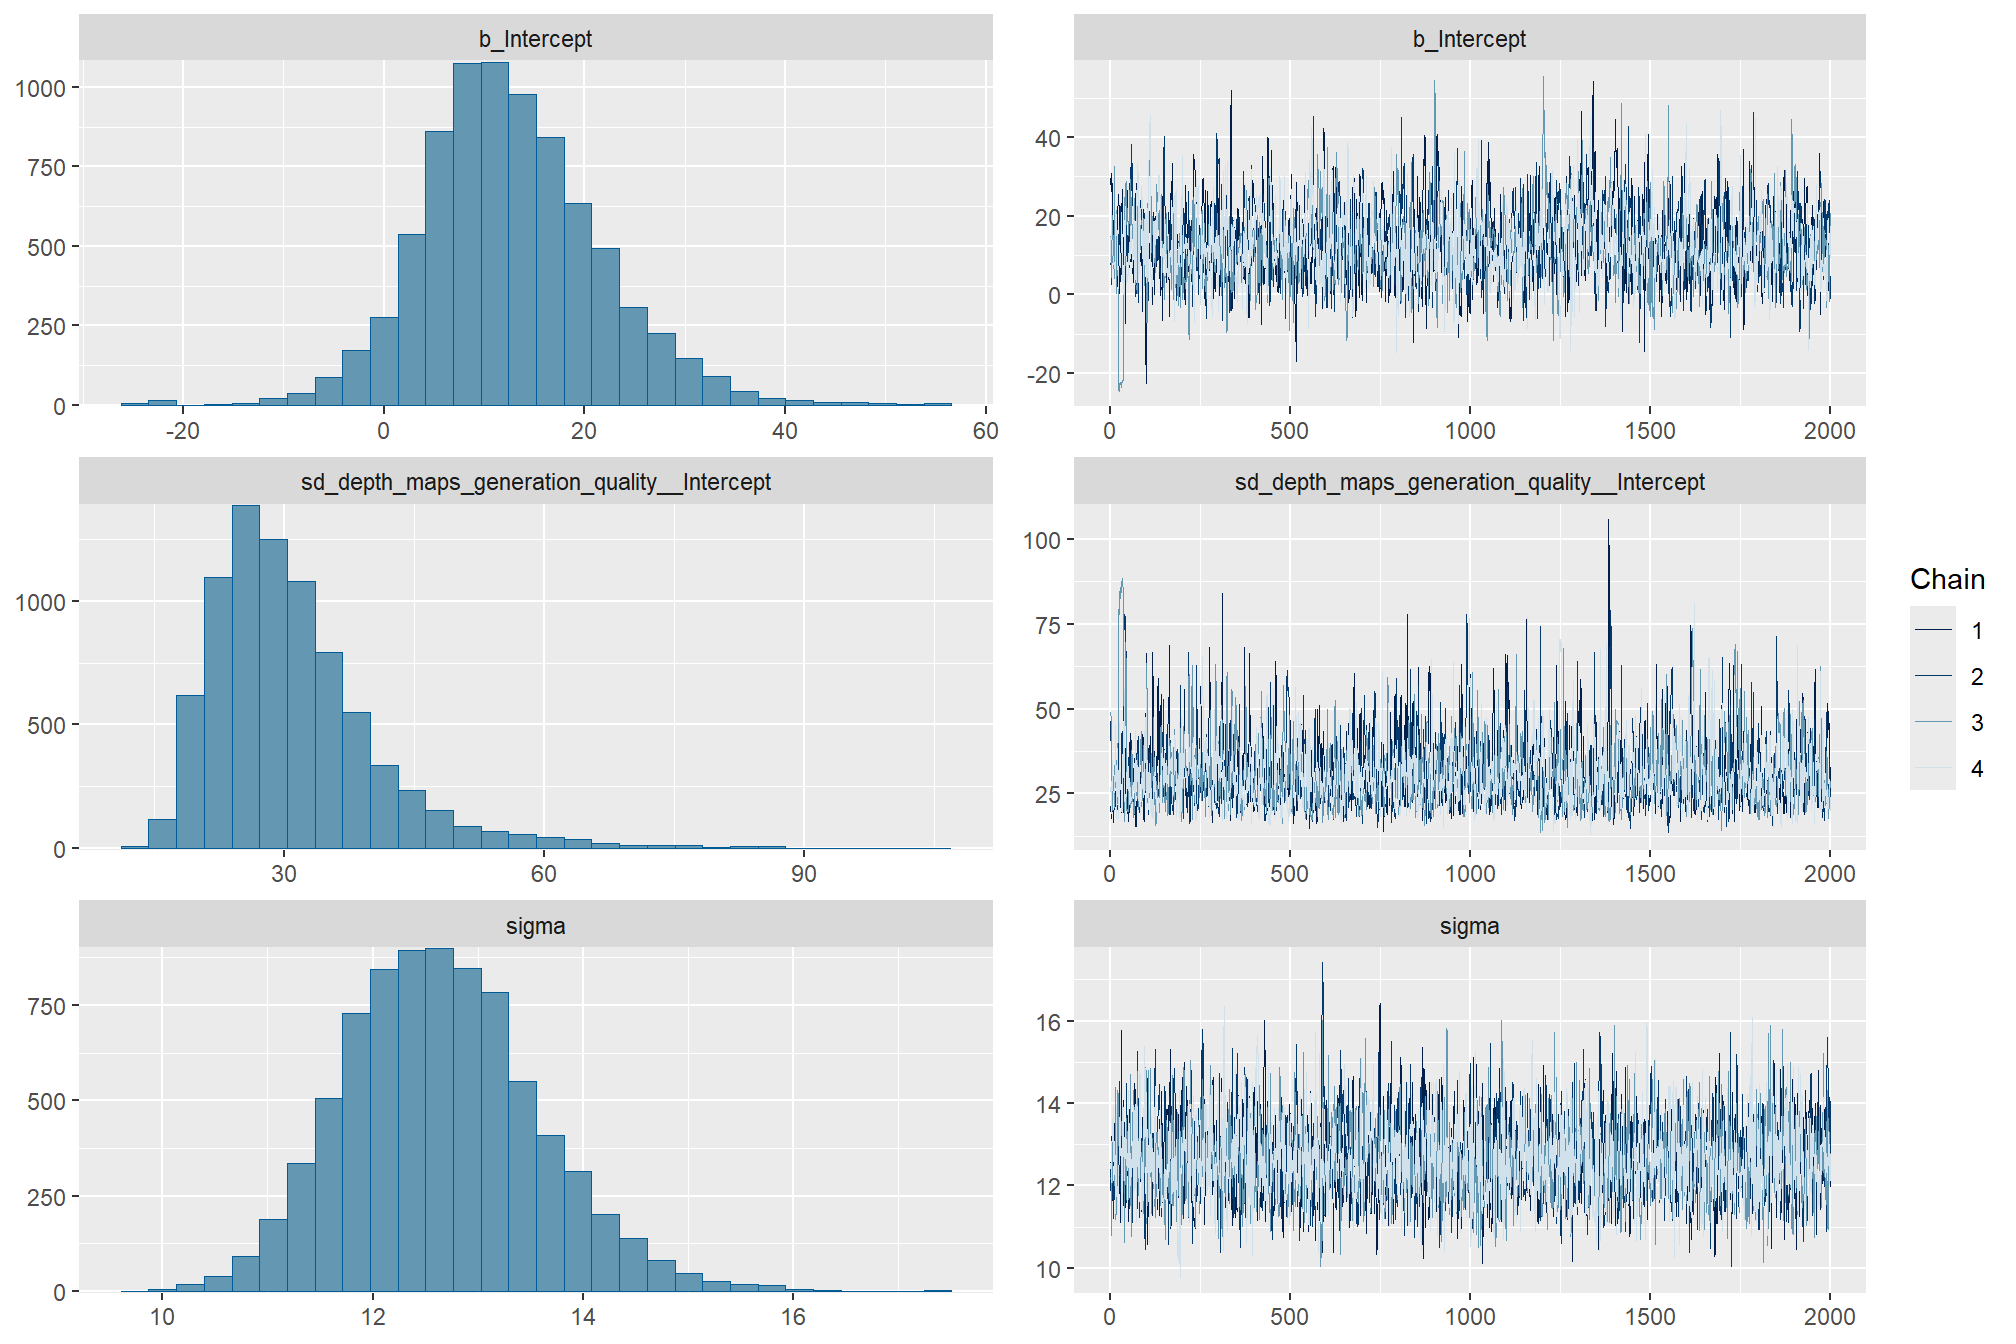 b_Intercept
1000
750
500
250
0
-20 0 20 40 60
b_Intercept
40
20
0
-20
0 500 1000 1500 2000
sd_depth_maps_generation_quality__Intercept
1000
500
0
30 60 90
sd_depth_maps_generation_quality__Intercept
100
75
50
25
0 500 1000 1500 2000
sigma
750
500
250
0
10 12 14 16
sigma
16
14
12
10
0 500 1000 1500 2000
Chain
1
2
3
4